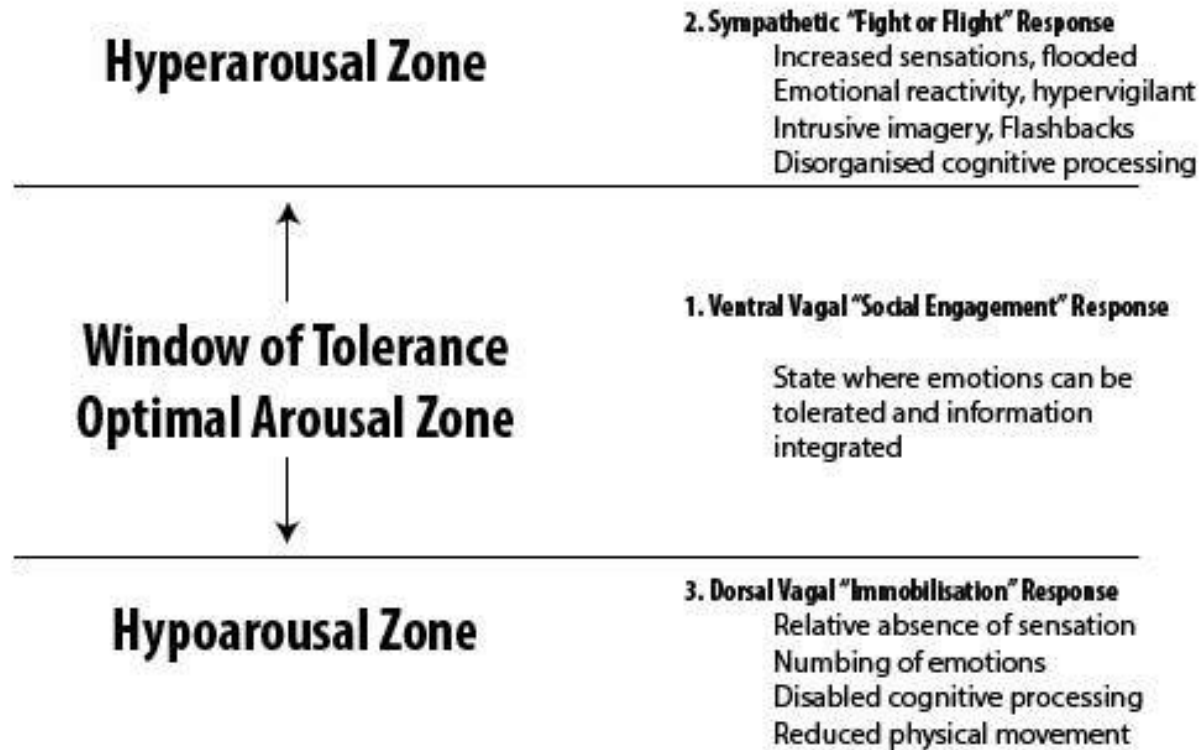 Hyperarousal Zone
2. Sympathetic “Fight or Flight” Response
Increased sensations, flooded
Emotional reactivity, hypervigilant
Intrusive imagery, Flashbacks
Disorganised cognitive processing
Window of Tolerance
Optimal Arousal Zone
1. Ventral Vagal “Social Engagement” Response
State where emotions can be
tolerated and information
integrated
Hypoarousal Zone
3. Dorsal Vagal “Immobilisation” Response
Relative absence of sensation
Numbing of emotions
Disabled cognitive processing
Reduced physical movement